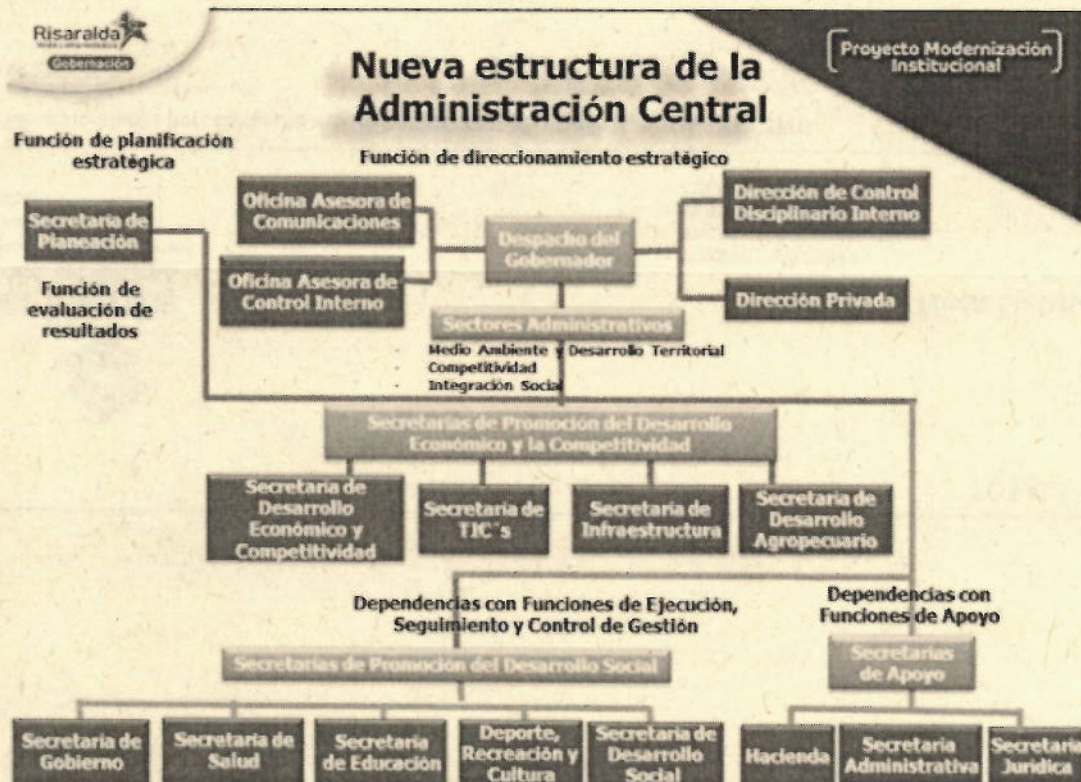 Risaralda
Gobernación
Nueva estructura de la
Administración Central
Proyecto Modernización
Institucional
Función de planificación
estratégica
Función de direccionamiento estratégico
Secretaría de
Planeación
Oficina Asesora de
Comunicaciones
Despacho del
Gobernador
Dirección de Control
Disciplinario Interno
Función de
evaluación de
resultados
Oficina Asesora de
Control Interno
Dirección Privada
Sectores Administrativos
Medio Ambiente y Desarrollo Territorial
Competitividad
Integración Social
Secretarías de Promoción del Desarrollo
Económico y la Competitividad
Secretaría de
Desarrollo
Económico y
Competitividad
Secretaría de
TIC´s
Secretaría de
Infraestructura
Secretaría de
Desarrollo
Agropecuario
Dependencias con Funciones de Ejecución,
Seguimiento y Control de Gestión
Dependencias con
Funciones de Apoyo
Secretarías de Promoción del Desarrollo Social
Secretarías
de Apoyo
Secretaría de
Gobierno
Secretaría de
Salud
Secretaría
de Educación
Deporte,
Recreación y
Cultura
Secretaría de
Desarrollo
Social
Hacienda
Secretaría
Administrativa
Secretaría
Jurídica